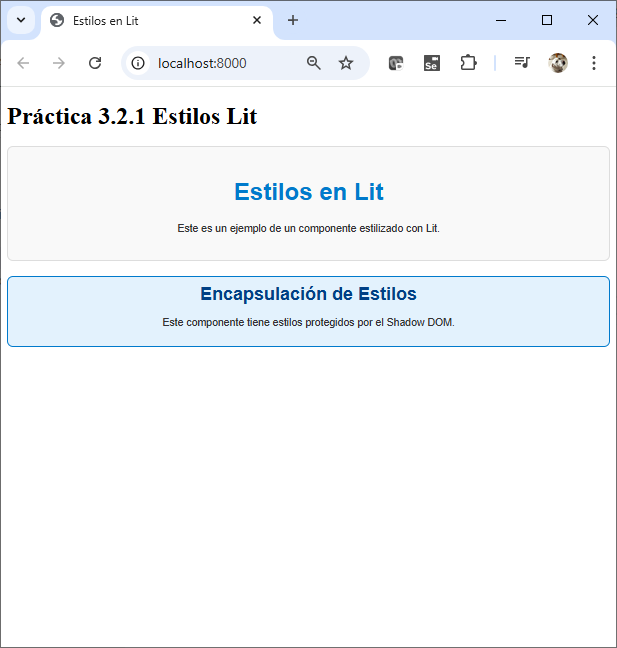 Estilos en Lit
localhost:8000
Se
Práctica 3.2.1 Estilos Lit
Estilos en Lit
Este es un ejemplo de un componente estilizado con Lit.
Encapsulación de Estilos
Este componente tiene estilos protegidos por el Shadow DOM.